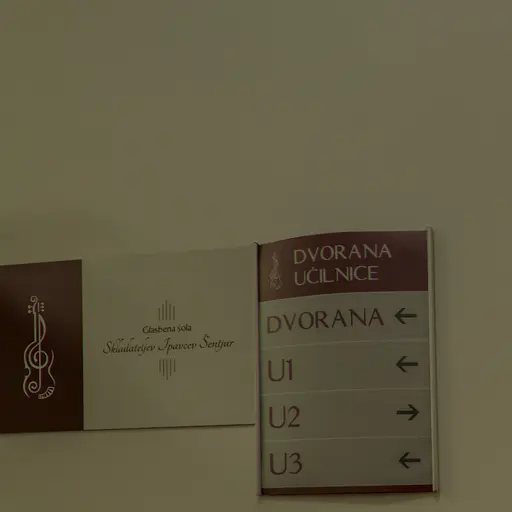 Glasbena šola
Skladateljev Ipavcev Šentjur
DVORANA
UČILNICE
DVORANA ←
U1 ←
U2 →
U3 ←